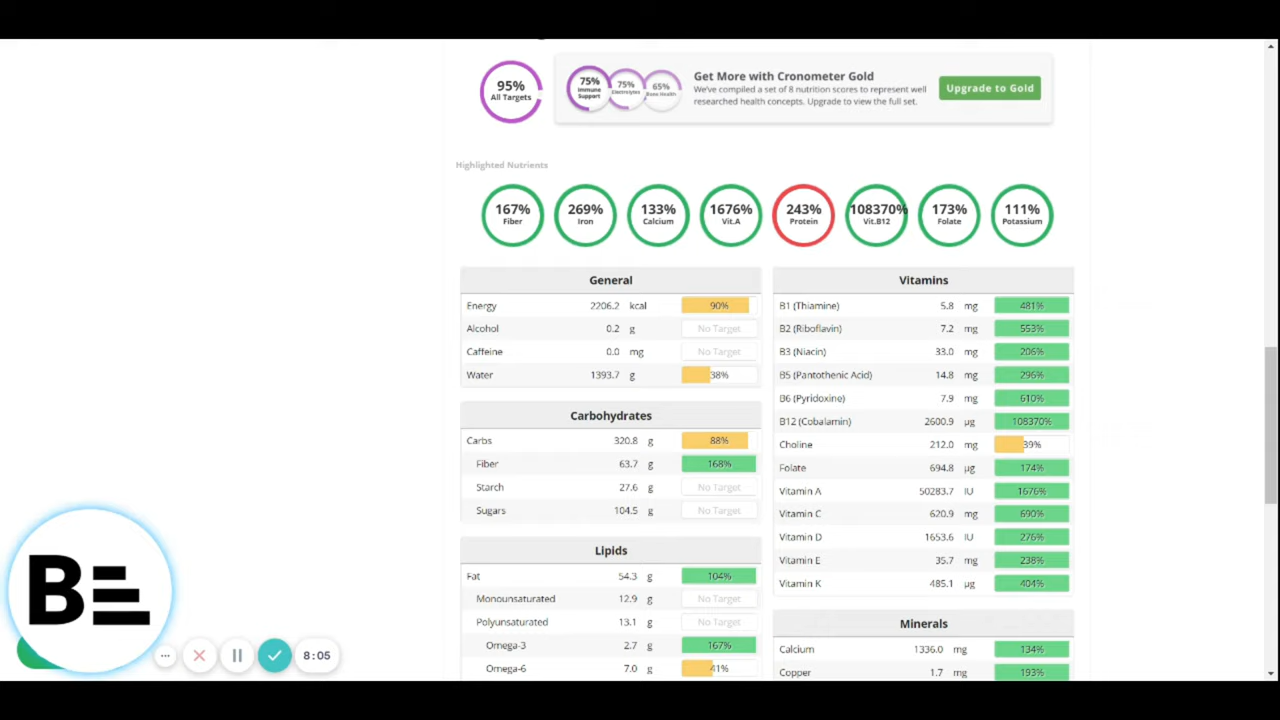 95%
All Targets
75%
Immune
Support
75%
Electrolytes
65%
Bone Health
Get More with Cronometer Gold
We've compiled a set of 8 nutrition scores to represent well
researched health concepts. Upgrade to view the full set.
Upgrade to Gold
Highlighted Nutrients
167%
Fiber
269%
Iron
133%
Calcium
1676%
Vit.A
243%
Protein
108370%
Vit.B12
173%
Folate
111%
Potassium
General
Energy 2206.2 kcal 90%
Alcohol 0.2 g No Target
Caffeine 0.0 mg No Target
Water 1393.7 g 38%
Carbohydrates
Carbs 320.8 g 88%
Fiber 63.7 g 168%
Starch 27.6 g No Target
Sugars 104.5 g No Target
Lipids
Fat 54.3 g 104%
Monounsaturated 12.9 g No Target
Polyunsaturated 13.1 g No Target
Omega-3 2.7 g 167%
Omega-6 7.0 g 41%
Vitamins
B1 (Thiamine) 5.8 mg 481%
B2 (Riboflavin) 7.2 mg 553%
B3 (Niacin) 33.0 mg 206%
B5 (Pantothenic Acid) 14.8 mg 296%
B6 (Pyridoxine) 7.9 mg 610%
B12 (Cobalamin) 2600.9 µg 108370%
Choline 212.0 mg 39%
Folate 694.8 µg 174%
Vitamin A 50283.7 IU 1676%
Vitamin C 620.9 mg 690%
Vitamin D 1653.6 IU 276%
Vitamin E 35.7 mg 238%
Vitamin K 485.1 µg 404%
Minerals
Calcium 1336.0 mg 134%
Copper 1.7 mg 193%
BE
8:05